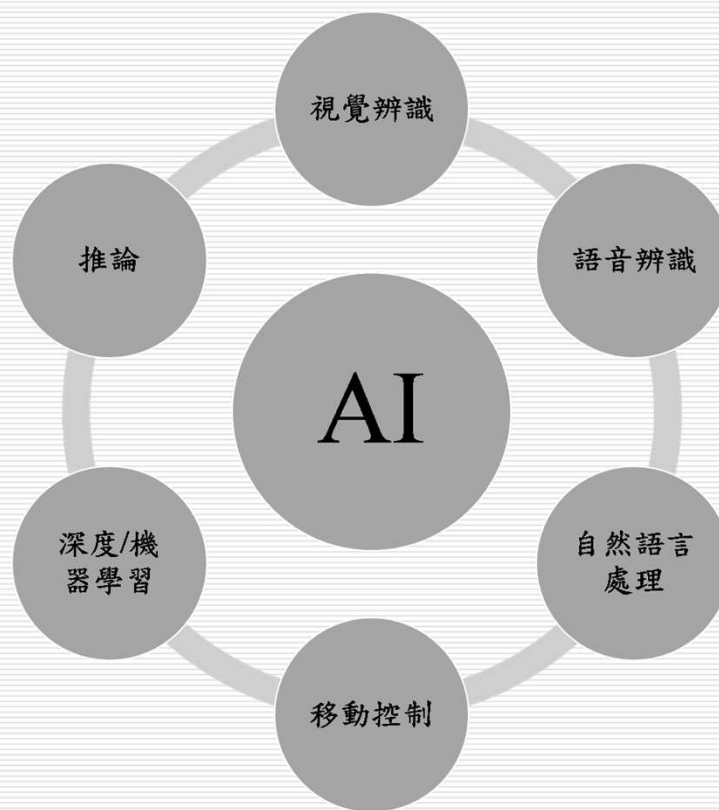 視覺辨識
推論
語音辨識
AI
深度/機
器學習
自然語言
處理
移動控制